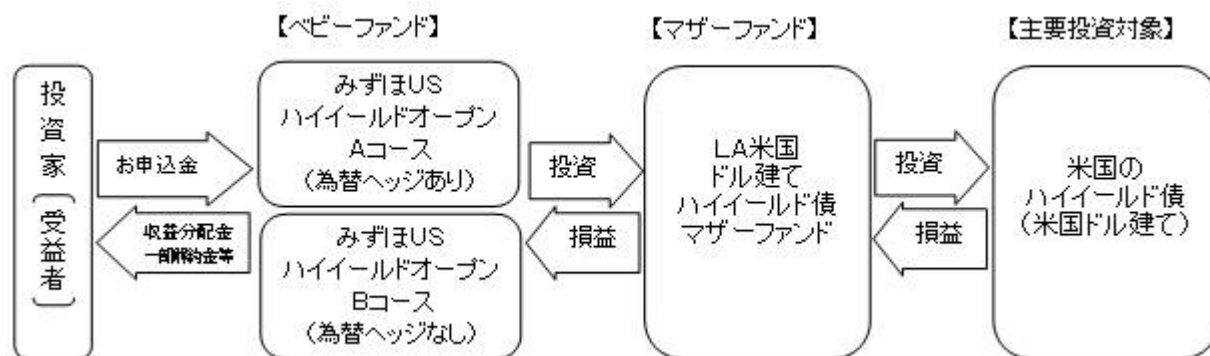 【ベビーファンド】
【マザーファンド】
【主要投資対象】
投資家(受益者)
お申込金
収益分配金
一部解約金等
みずほUS
ハイイールドオープン
Aコース
(為替ヘッジあり)
みずほUS
ハイイールドオープン
Bコース
(為替ヘッジなし)
投資
損益
LA米国
ドル建て
ハイイールド債
マザーファンド
投資
損益
米国の
ハイイールド債
(米国ドル建て)